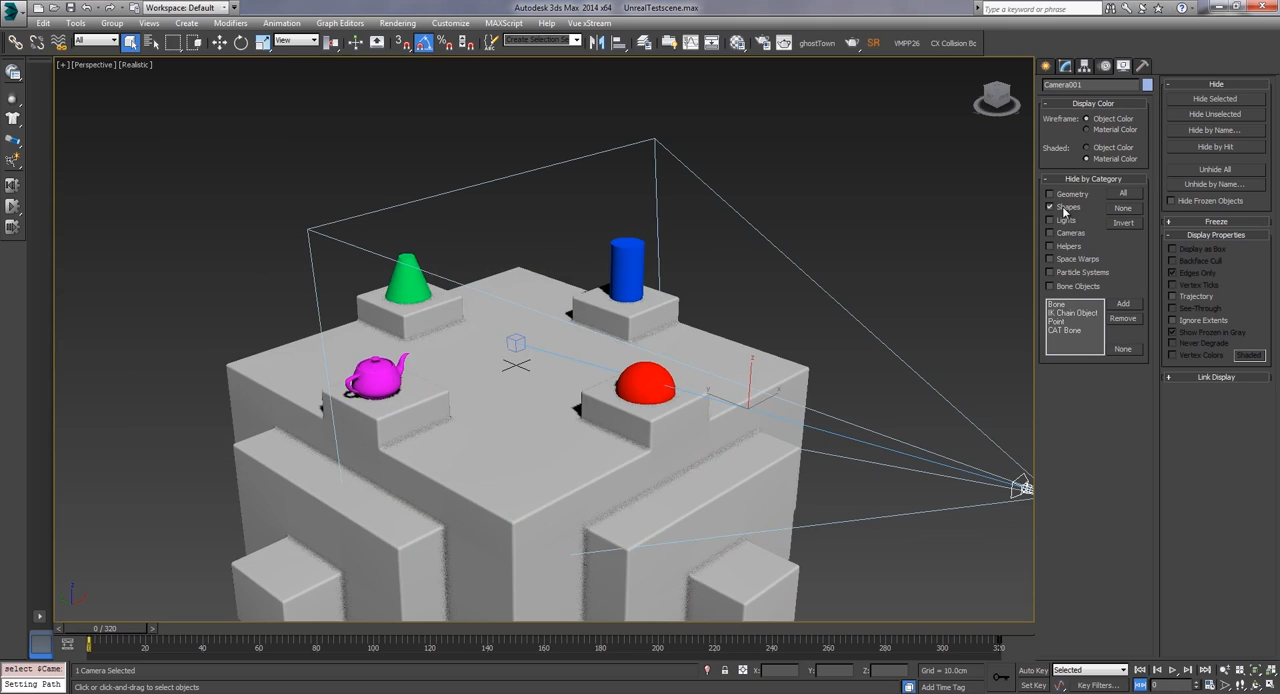 Workspace: Default
Autodesk 3ds Max 2014 x64 UnrealTestscene.max
Type a keyword or phrase
Edit Tools Group Views Create Modifiers Animation Graph Editors Rendering Customize MAXScript Help Vue xStream
All View Create Selection Se ghostTown SR VMPP26 CX Collision Bc
[+] [Perspective] [Realistic]
Camera001
Display Color
Wireframe: Object Color
Material Color
Shaded: Object Color
Material Color
Hide by Category
Geometry All
Shapes None
Lights Invert
Cameras
Helpers
Space Warps
Particle Systems
Bone Objects
Bone Add
IK Chain Object
Point Remove
CAT Bone
None
Hide
Hide Selected
Hide Unselected
Hide by Name...
Hide by Hit
Unhide All
Unhide by Name...
Hide Frozen Objects
Freeze
Display Properties
Display as Box
Backface Cull
Edges Only
Vertex Ticks
Trajectory
See-Through
Ignore Extents
Show Frozen in Gray
Never Degrade
Vertex Colors Shaded
Link Display
z
y x
z
< 0 / 320 >
20 40 60 80 100 120 140 160 180 200 220 240 260 280 300
select $Came
Setting Path
1 Camera Selected X: Y: Z: Grid = 10.0cm
Click or click-and-drag to select objects Add Time Tag
Auto Key Selected
Set Key Key Filters... 0